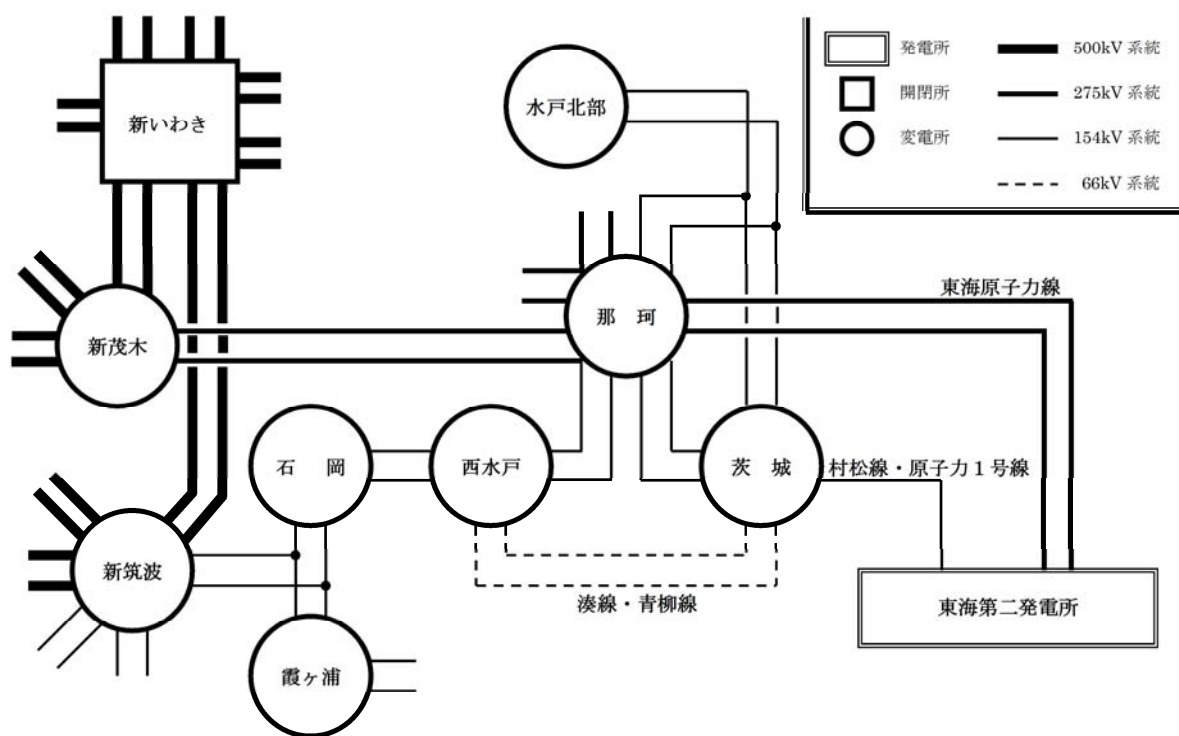 発電所
500kV 系統
開閉所
275kV 系統
変電所
154kV 系統
66kV 系統
新いわき
水戸北部
東海原子力線
那 珂
新茂木
石 岡
西水戸
茨 城
村松線・原子力1号線
新筑波
湊線・青柳線
東海第二発電所
霞ヶ浦